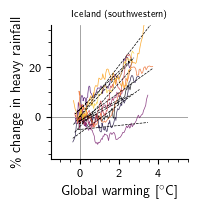 Iceland (southwestern)
% change in heavy rainfall
20
0
0
2
4
Global warming [°C]